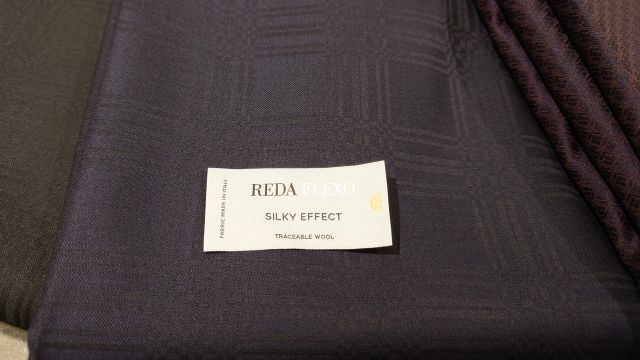 FABRIC MADE IN ITALY
REDA FLEXO
SILKY EFFECT
TRACEABLE WOOL